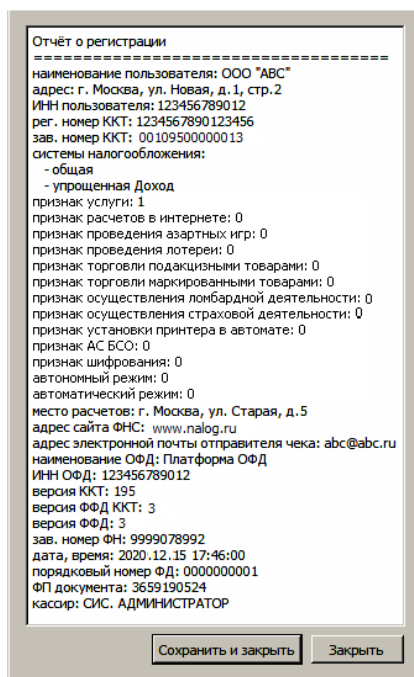 Отчёт о регистрации
=====================================
наименование пользователя: ООО "АВС"
адрес: г. Москва, ул. Новая, д.1, стр.2
ИНН пользователя: 123456789012
рег. номер ККТ: 1234567890123456
зав. номер ККТ: 00109500000013
системы налогообложения:
- общая
- упрощенная Доход
признак услуги: 1
признак расчетов в интернете: 0
признак проведения азартных игр: 0
признак проведения лотереи: 0
признак торговли подакцизными товарами: 0
признак торговли маркированными товарами: 0
признак осуществления ломбардной деятельности: 0
признак осуществления страховой деятельности: 0
признак установки принтера в автомате: 0
признак АС БСО: 0
признак шифрования: 0
автономный режим: 0
автоматический режим: 0
место расчетов: г. Москва, ул. Старая, д.5
адрес сайта ФНС: www.nalog.ru
адрес электронной почты отправителя чека: abc@abc.ru
наименование ОФД: Платформа ОФД
ИНН ОФД: 123456789012
версия ККТ: 195
версия ФФД ККТ: 3
версия ФФД: 3
зав. номер ФН: 9999078992
дата, время: 2020.12.15 17:46:00
порядковый номер ФД: 0000000001
ФП документа: 3659190524
кассир: СИС. АДМИНИСТРАТОР
Сохранить и закрыть
Закрыть